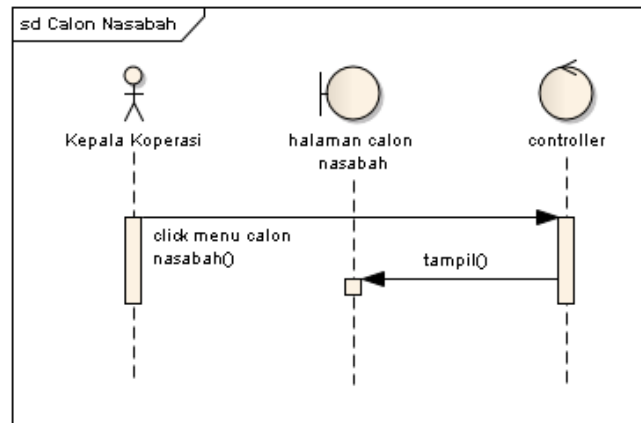 sd Calon Nasabah
Kepala Koperasi
halaman calon
nasabah
controller
click menu calon
nasabah()
tampil()